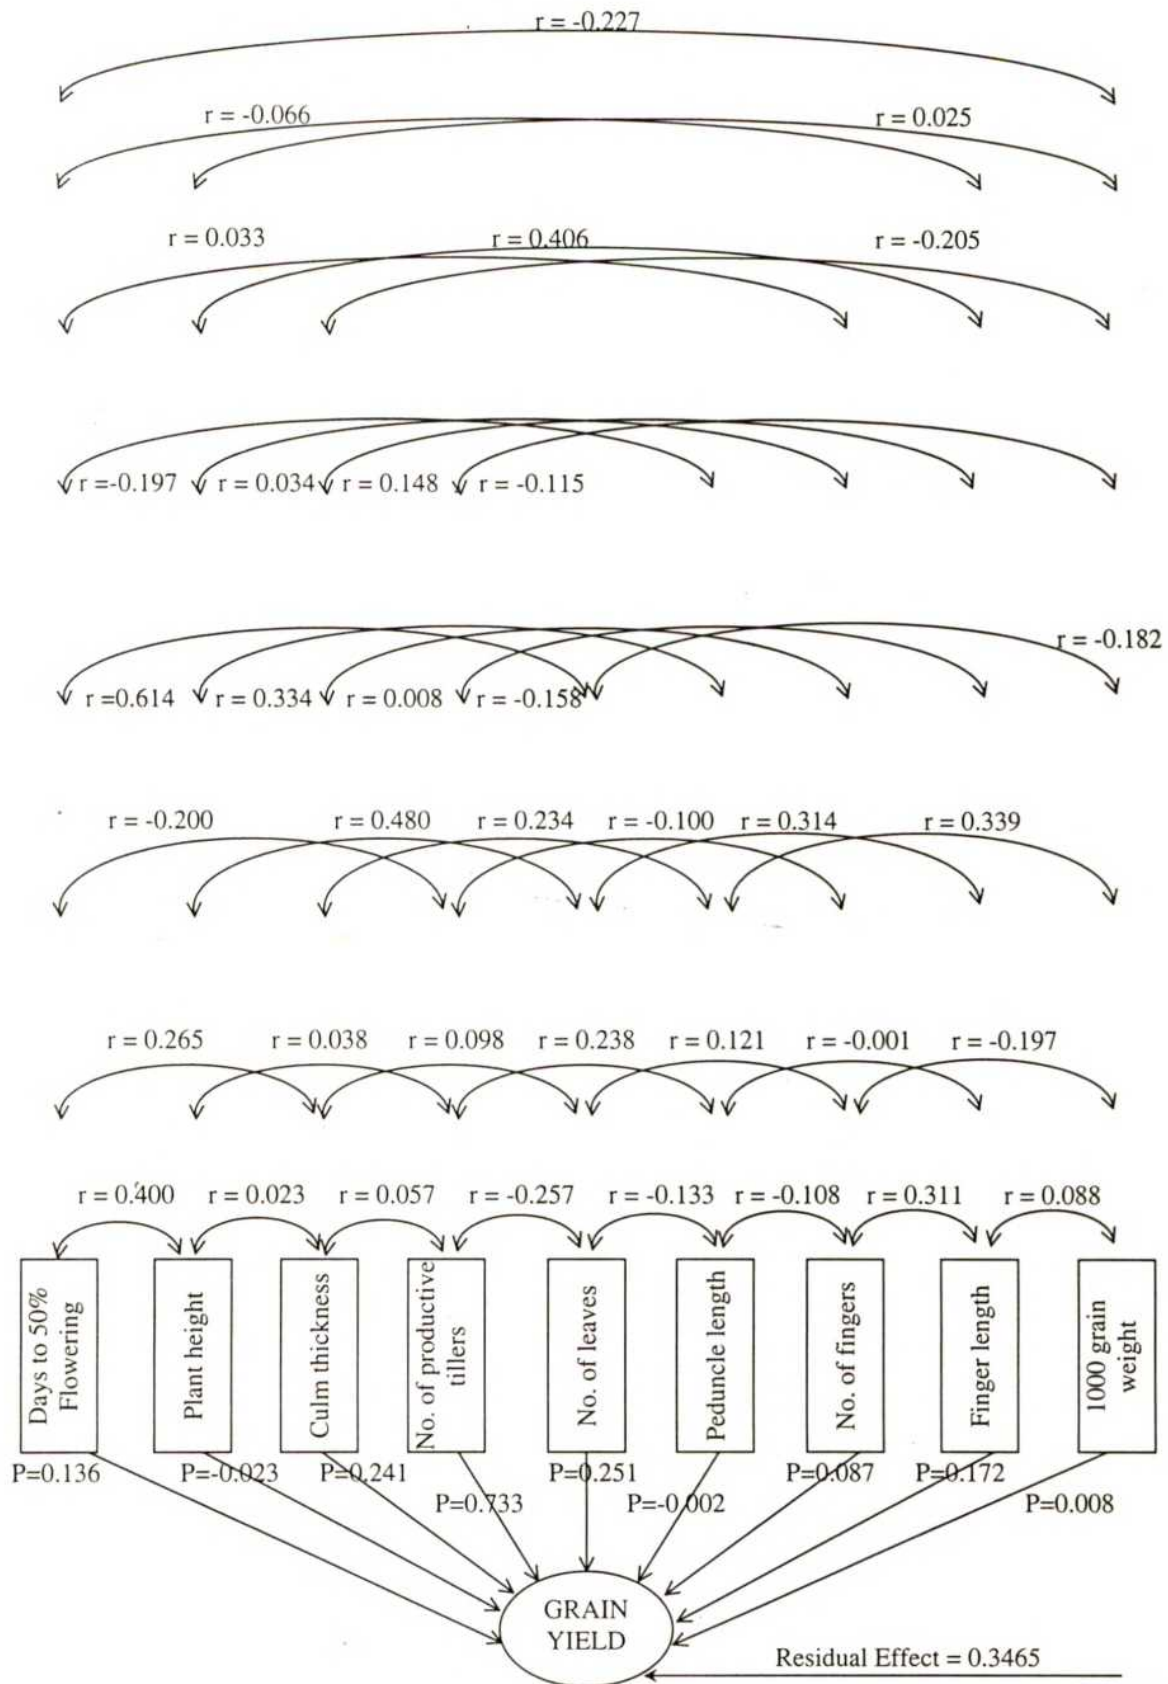 r = -0.227
r = -0.066 r = 0.025
r = 0.033 r = 0.406 r = -0.205
r =-0.197 r = 0.034 r = 0.148 r = -0.115
r = -0.182
r =0.614 r = 0.334 r = 0.008 r = -0.158
r = -0.200 r = 0.480 r = 0.234 r = -0.100 r = 0.314 r = 0.339
r = 0.265 r = 0.038 r = 0.098 r = 0.238 r = 0.121 r = -0.001 r = -0.197
r = 0.400 r = 0.023 r = 0.057 r = -0.257 r = -0.133 r = -0.108 r = 0.311 r = 0.088
Days to 50%
Flowering
Plant height
Culm thickness
No. of productive
tillers
No. of leaves
Peduncle length
No. of fingers
Finger length
1000 grain
weight
P=0.136 P=-0.023 P=0.241 P=0.251 P=0.087 P=0.172
P=0.733 P=-0.002 P=0.008
GRAIN
YIELD
Residual Effect = 0.3465